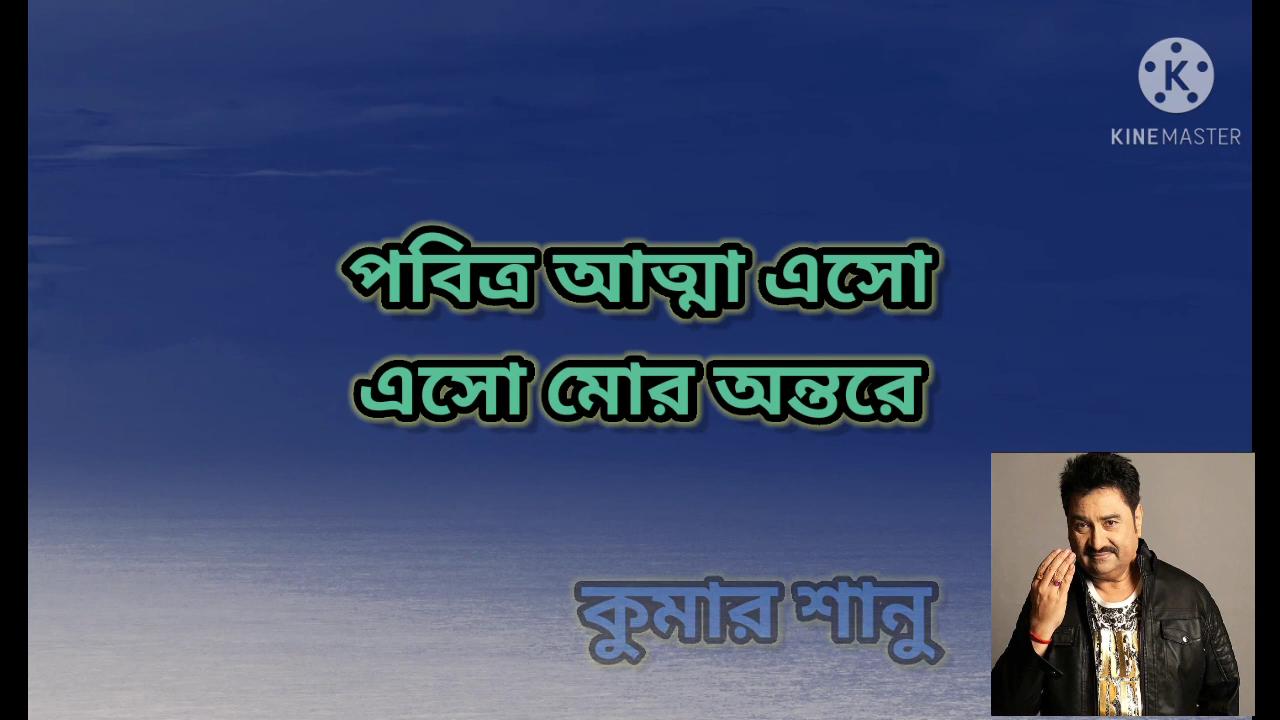 K
KINEMASTER
পবিত্র আত্মা এসো
এসো মোর অন্তরে
কুমার শানু